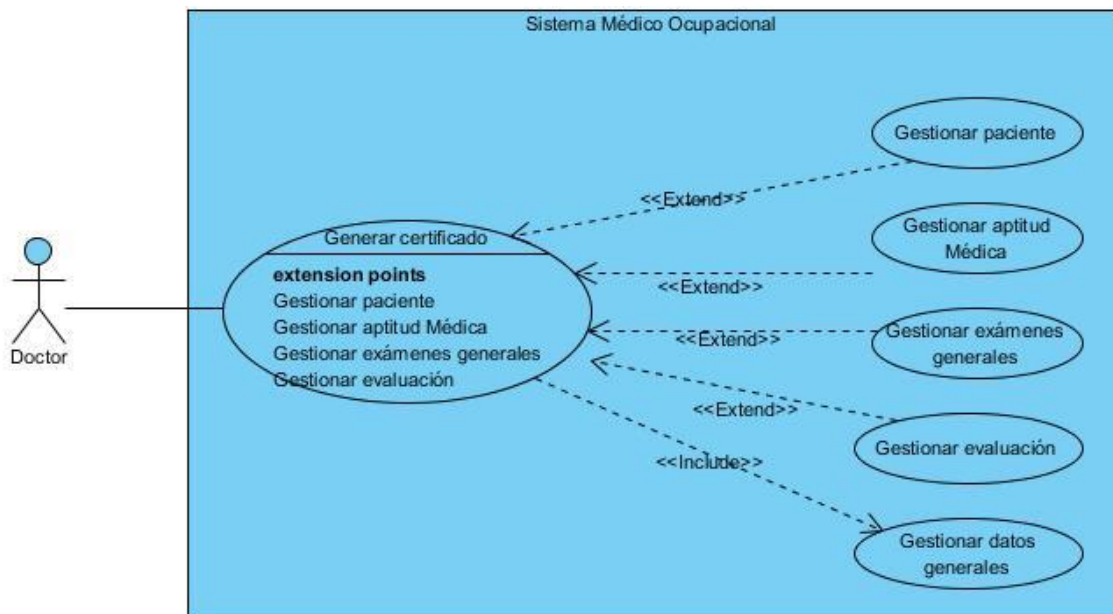 Sistema Médico Ocupacional
Gestionar paciente
<<Extend>>
Generar certificado
extension points
Gestionar paciente
Gestionar aptitud Médica
Gestionar exámenes generales
Gestionar evaluación
Gestionar aptitud
Médica
<<Extend>>
Gestionar exámenes
generales
<<Extend>>
Doctor
<<Extend>>
Gestionar evaluación
<<Include>>
Gestionar datos
generales